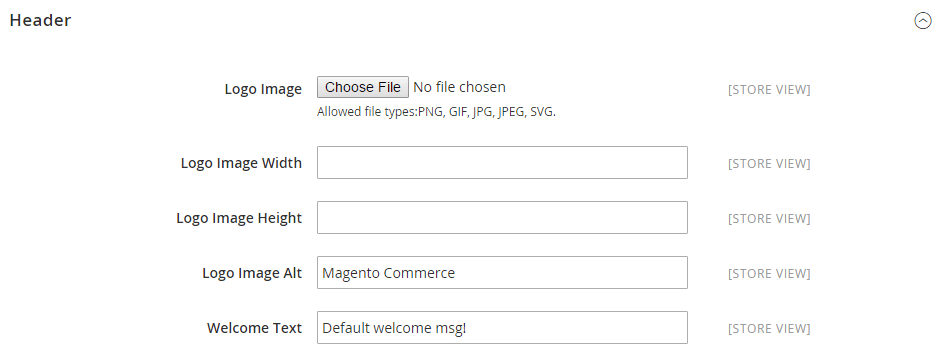 Header
Logo Image Choose File No file chosen [STORE VIEW]
Allowed file types:PNG, GIF, JPG, JPEG, SVG.
Logo Image Width [STORE VIEW]
Logo Image Height [STORE VIEW]
Logo Image Alt Magento Commerce [STORE VIEW]
Welcome Text Default welcome msg! [STORE VIEW]